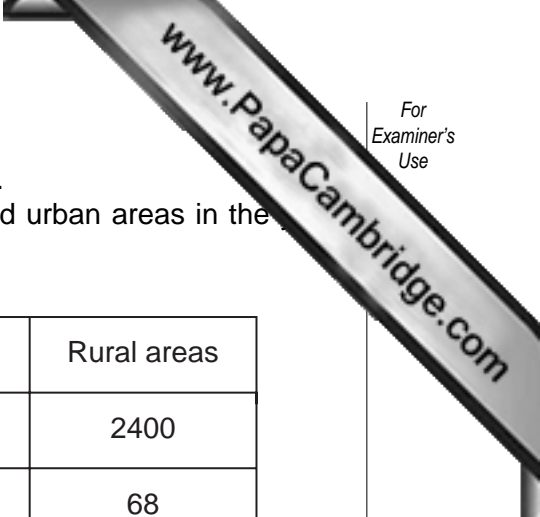 www.PapaCambridge.com
For
Examiner's
Use
d urban areas in the
Rural areas
2400
68